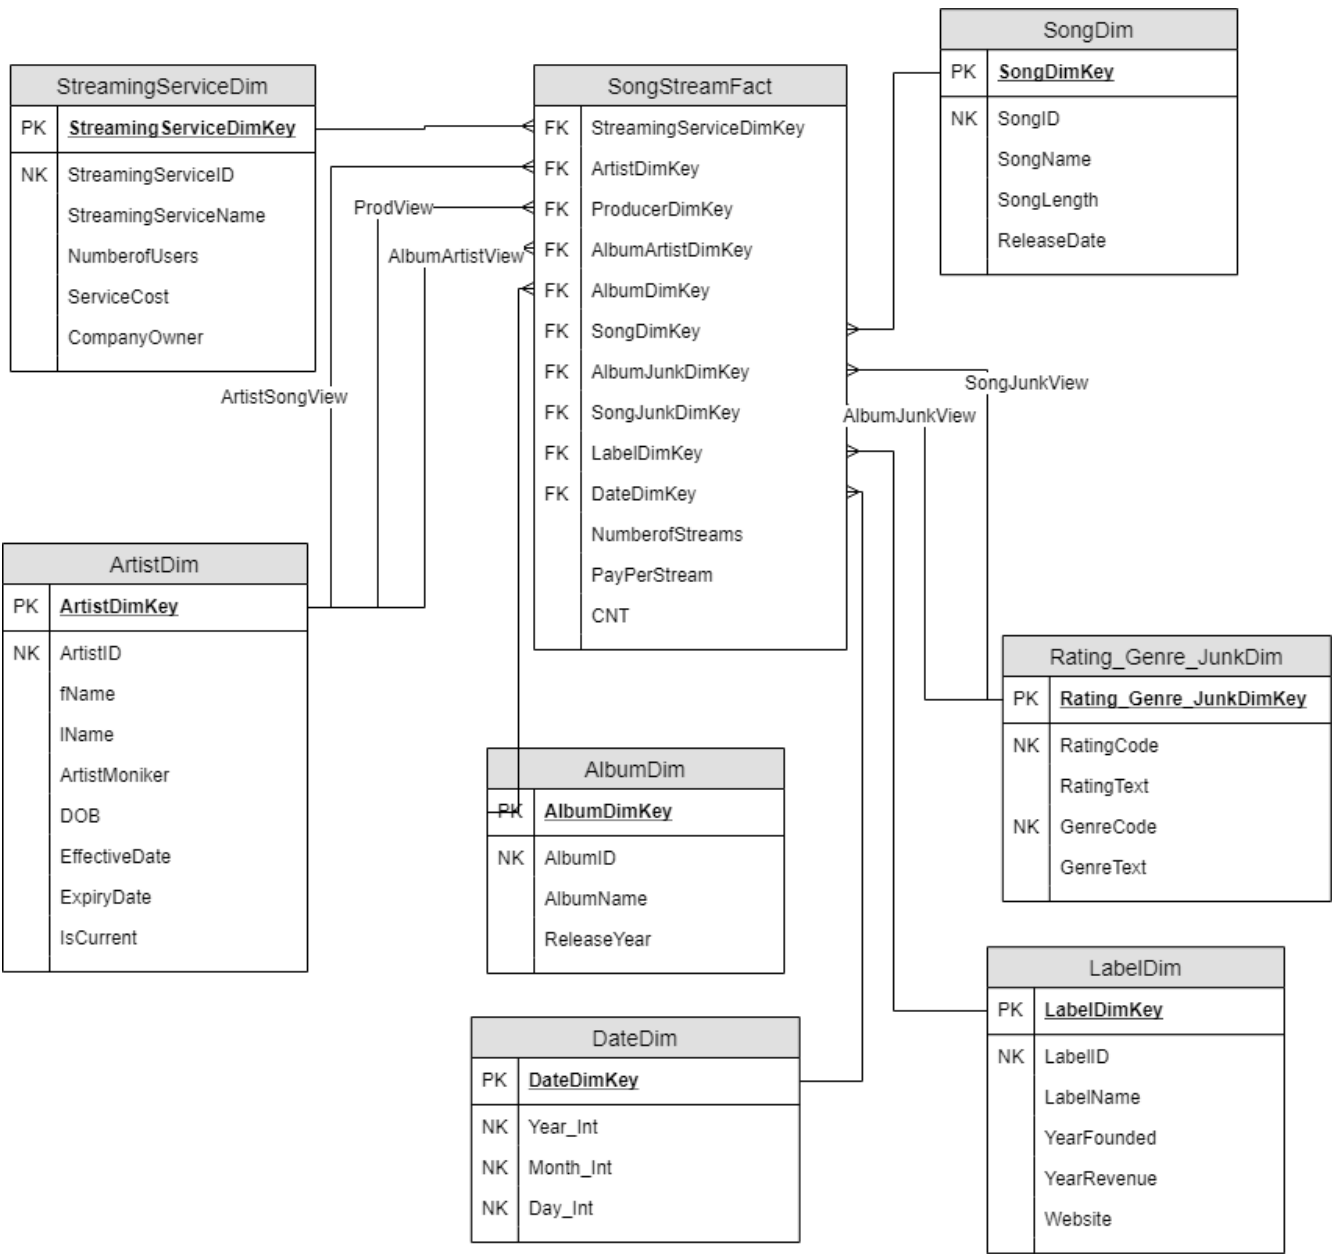 StreamingServiceDim
PK StreamingServiceDimKey
NK StreamingServiceID
StreamingServiceName
NumberofUsers
ServiceCost
CompanyOwner
SongStreamFact
FK StreamingServiceDimKey
FK ArtistDimKey
FK ProducerDimKey
FK AlbumArtistDimKey
FK AlbumDimKey
FK SongDimKey
FK AlbumJunkDimKey
FK SongJunkDimKey
FK LabelDimKey
FK DateDimKey
NumberofStreams
PayPerStream
CNT
SongDim
PK SongDimKey
NK SongID
SongName
SongLength
ReleaseDate
ProdView
AlbumArtistView
ArtistSongView
SongJunkView
AlbumJunkView
ArtistDim
PK ArtistDimKey
NK ArtistID
fName
lName
ArtistMoniker
DOB
EffectiveDate
ExpiryDate
IsCurrent
AlbumDim
PK AlbumDimKey
NK AlbumID
AlbumName
ReleaseYear
Rating_Genre_JunkDim
PK Rating_Genre_JunkDimKey
NK RatingCode
RatingText
NK GenreCode
GenreText
DateDim
PK DateDimKey
NK Year_Int
NK Month_Int
NK Day_Int
LabelDim
PK LabelDimKey
NK LabelID
LabelName
YearFounded
YearRevenue
Website